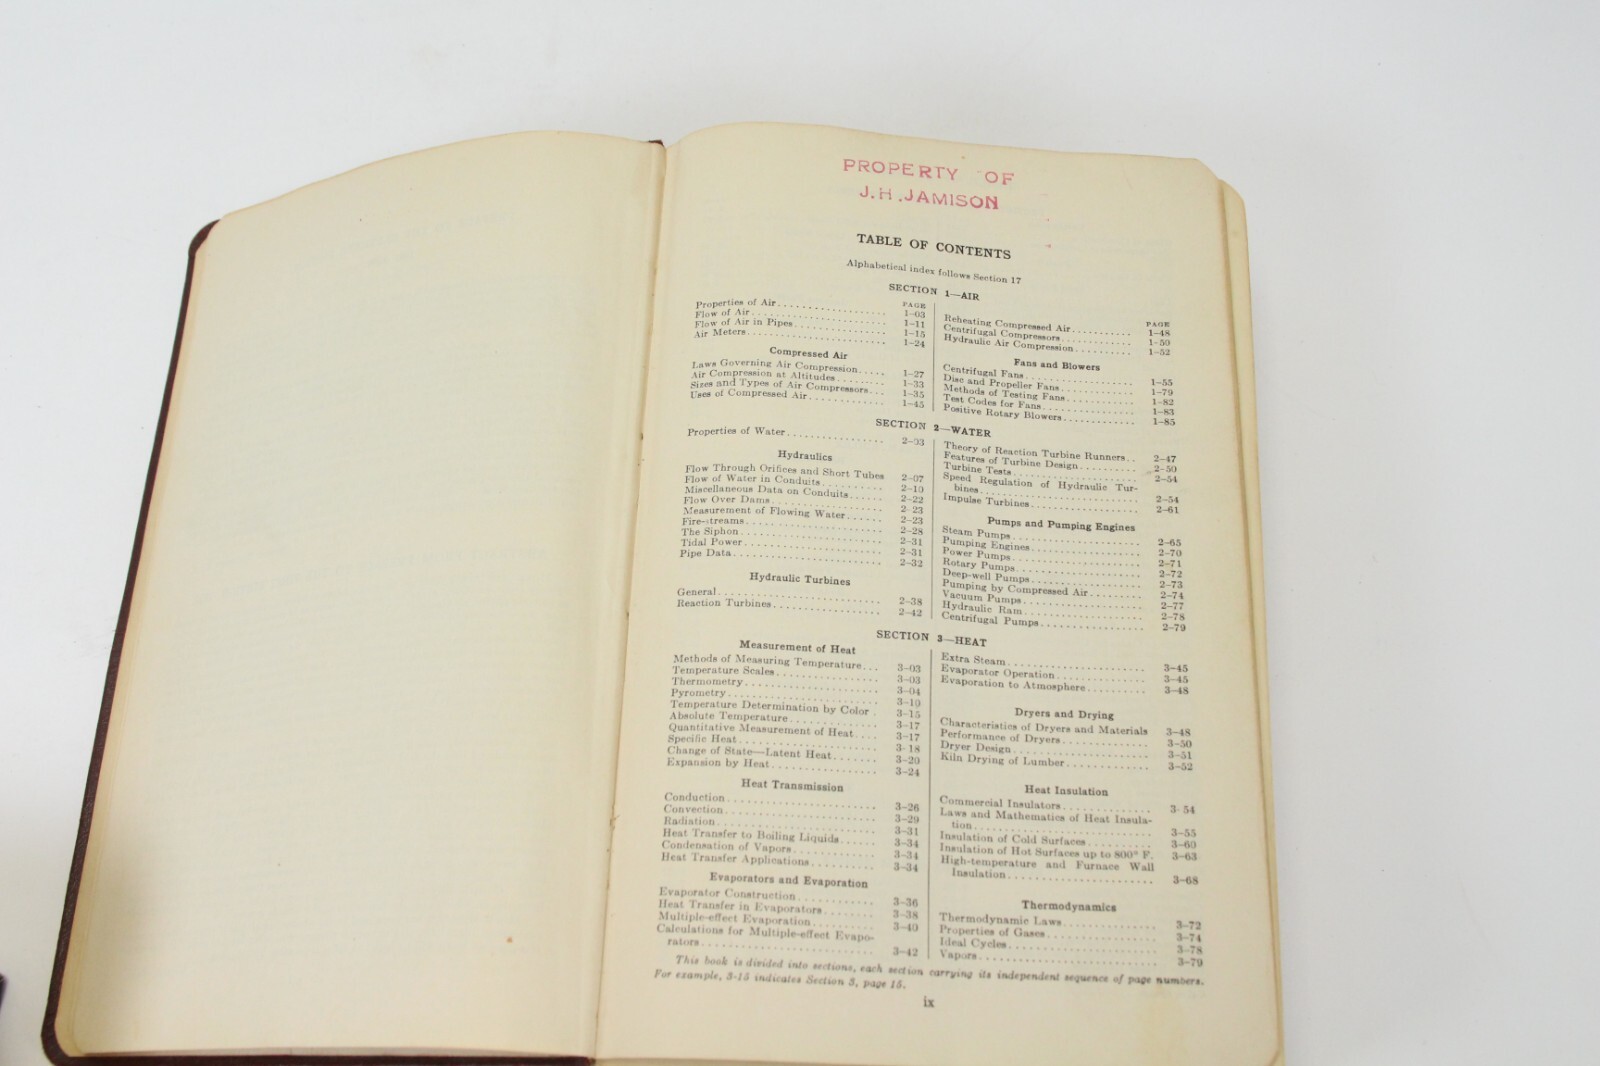 PROPERTY OF
J.H.JAMISON
TABLE OF CONTENTS
Alphabetical index follows Section 17
SECTION 1—AIR
PAGE
Properties of Air 1-03
Flow of Air 1-11
Flow of Air in Pipes 1-15
Air Meters 1-24
Compressed Air
Laws Governing Air Compression 1-27
Air Compression at Altitudes 1-33
Sizes and Types of Air Compressors 1-35
Uses of Compressed Air 1-45
PAGE
Reheating Compressed Air 1-48
Centrifugal Compressors 1-50
Hydraulic Air Compression 1-52
Fans and Blowers
Centrifugal Fans 1-55
Disc and Propeller Fans 1-79
Methods of Testing Fans 1-82
Test Codes for Fans 1-83
Positive Rotary Blowers 1-85
SECTION 2—WATER
Properties of Water 2-03
Hydraulics
Flow Through Orifices and Short Tubes 2-07
Flow of Water in Conduits 2-10
Miscellaneous Data on Conduits 2-22
Flow Over Dams 2-23
Measurement of Flowing Water 2-23
Fire-streams 2-28
The Siphon 2-31
Tidal Power 2-31
Pipe Data 2-32
Hydraulic Turbines
General 2-38
Reaction Turbines 2-42
Theory of Reaction Turbine Runners 2-47
Features of Turbine Design 2-50
Turbine Tests 2-54
Speed Regulation of Hydraulic Tur-
bines 2-54
Impulse Turbines 2-61
Pumps and Pumping Engines
Steam Pumps 2-65
Pumping Engines 2-70
Power Pumps 2-71
Rotary Pumps 2-72
Deep-well Pumps 2-73
Pumping by Compressed Air 2-74
Vacuum Pumps 2-77
Hydraulic Ram 2-78
Centrifugal Pumps 2-79
SECTION 3—HEAT
Measurement of Heat
Methods of Measuring Temperature 3-03
Temperature Scales 3-03
Thermometry 3-04
Pyrometry 3-10
Temperature Determination by Color 3-15
Absolute Temperature 3-17
Quantitative Measurement of Heat 3-17
Specific Heat 3-18
Change of State—Latent Heat 3-20
Expansion by Heat 3-24
Heat Transmission
Conduction 3-26
Convection 3-29
Radiation 3-31
Heat Transfer to Boiling Liquids 3-34
Condensation of Vapors 3-34
Heat Transfer Applications 3-34
Evaporators and Evaporation
Evaporator Construction 3-36
Heat Transfer in Evaporators 3-38
Multiple-effect Evaporation 3-40
Calculations for Multiple-effect Evapo-
rators 3-42
Extra Steam 3-45
Evaporator Operation 3-45
Evaporation to Atmosphere 3-48
Dryers and Drying
Characteristics of Dryers and Materials 3-48
Performance of Dryers 3-50
Dryer Design 3-51
Kiln Drying of Lumber 3-52
Heat Insulation
Commercial Insulators 3-54
Laws and Mathematics of Heat Insula-
tion 3-55
Insulation of Cold Surfaces 3-60
Insulation of Hot Surfaces up to 800° F. 3-63
High-temperature and Furnace Wall
Insulation 3-68
Thermodynamics
Thermodynamic Laws 3-72
Properties of Gases 3-74
Ideal Cycles 3-78
Vapors 3-79
This book is divided into sections, each section carrying its independent sequence of page numbers.
For example, 3-15 indicates Section 3, page 15.
ix